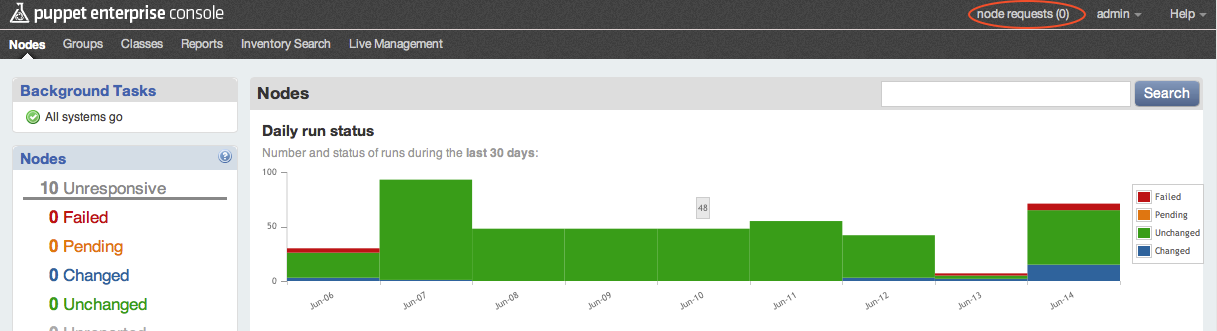 puppet enterprise console
node requests (0) admin Help
Nodes Groups Classes Reports Inventory Search Live Management
Background Tasks
All systems go
Nodes
10 Unresponsive
0 Failed
0 Pending
0 Changed
0 Unchanged
0 Unreported
Nodes
Search
Daily run status
Number and status of runs during the last 30 days:
100
50
0
48
Jun-06 Jun-07 Jun-08 Jun-09 Jun-10 Jun-11 Jun-12 Jun-13 Jun-14
Failed
Pending
Unchanged
Changed